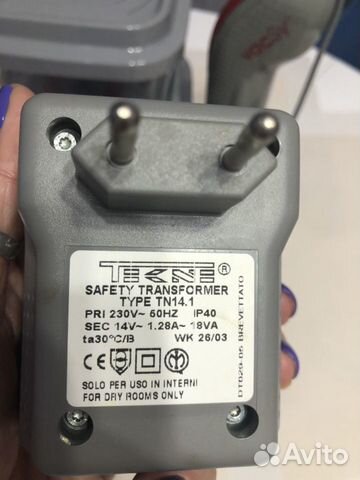 TEKNE®
SAFETY TRANSFORMER
TYPE TN14.1
PRI 230V~ 50HZ IP40
SEC 14V~ 1.28A~ 18VA
ta30°C/B WK 26/03
CE
SOLO PER USO IN INTERNI
FOR DRY ROOMS ONLY
DT029-05 BREVETTATO
Avito